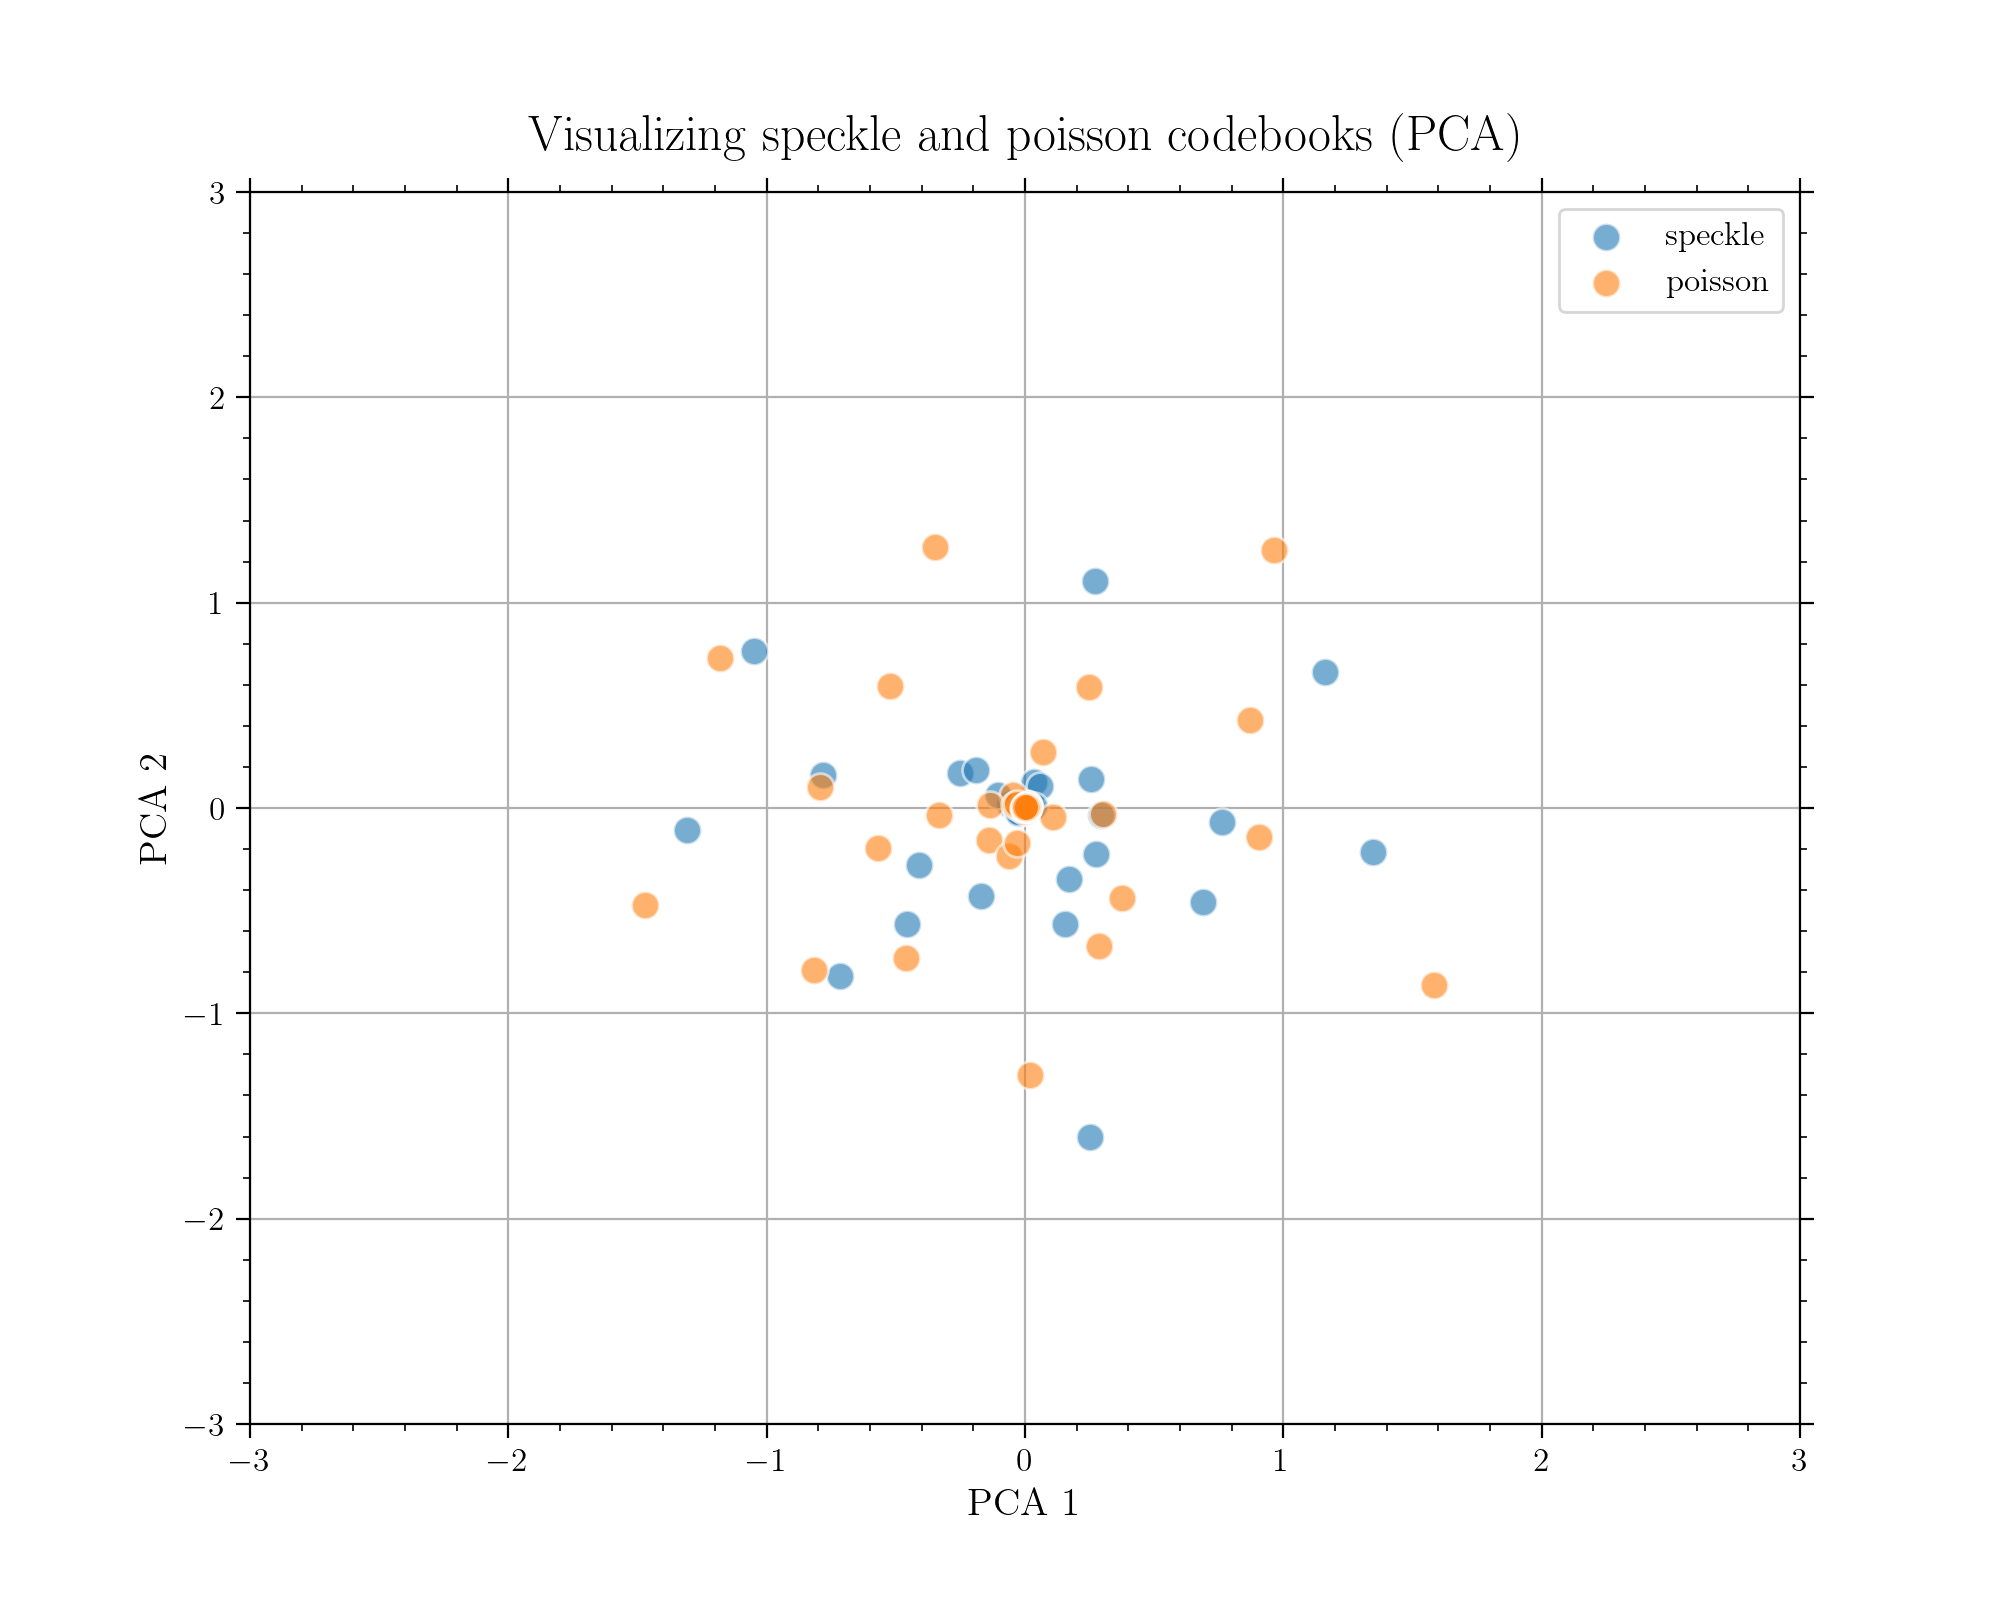 Visualizing speckle and poisson codebooks (PCA)
speckle
poisson
3
2
1
0
−1
−2
−3
PCA 2
−3 −2 −1 0 1 2 3
PCA 1